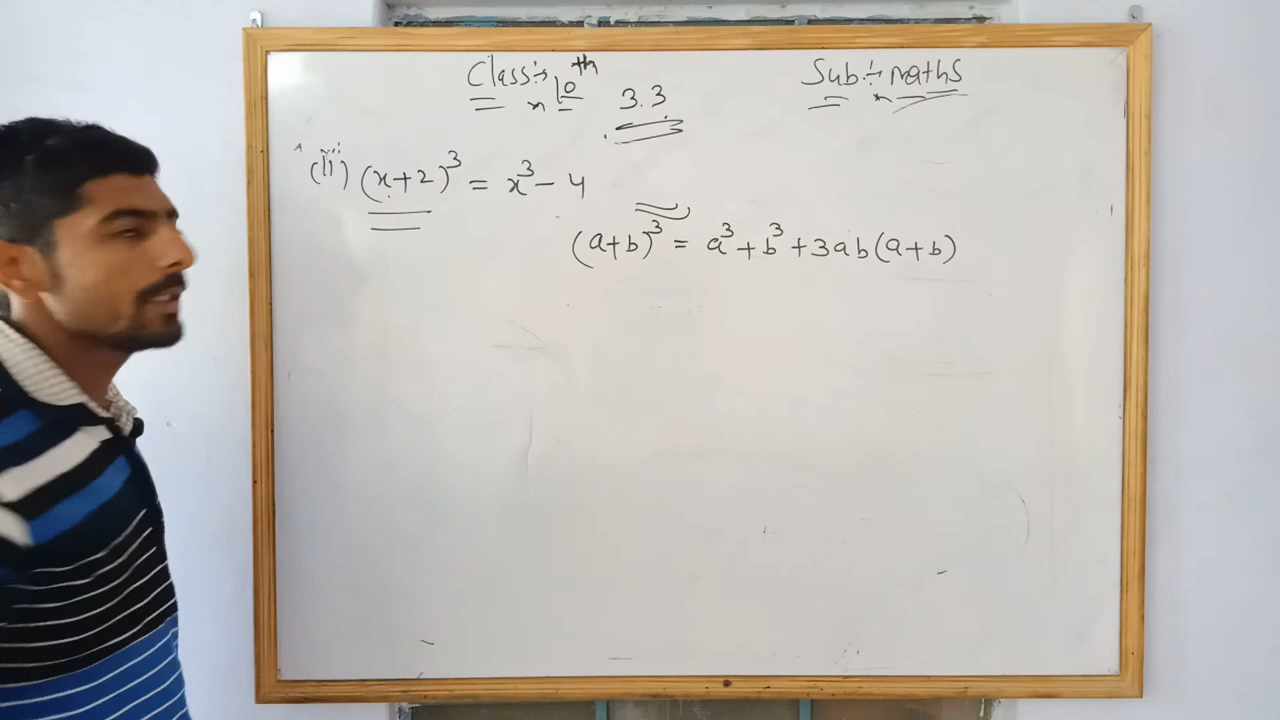 Class:- 10th
Sub:- maths
3.3
(ii) (x+2)³ = x³ - 4
(a+b)³ = a³ + b³ + 3ab(a+b)